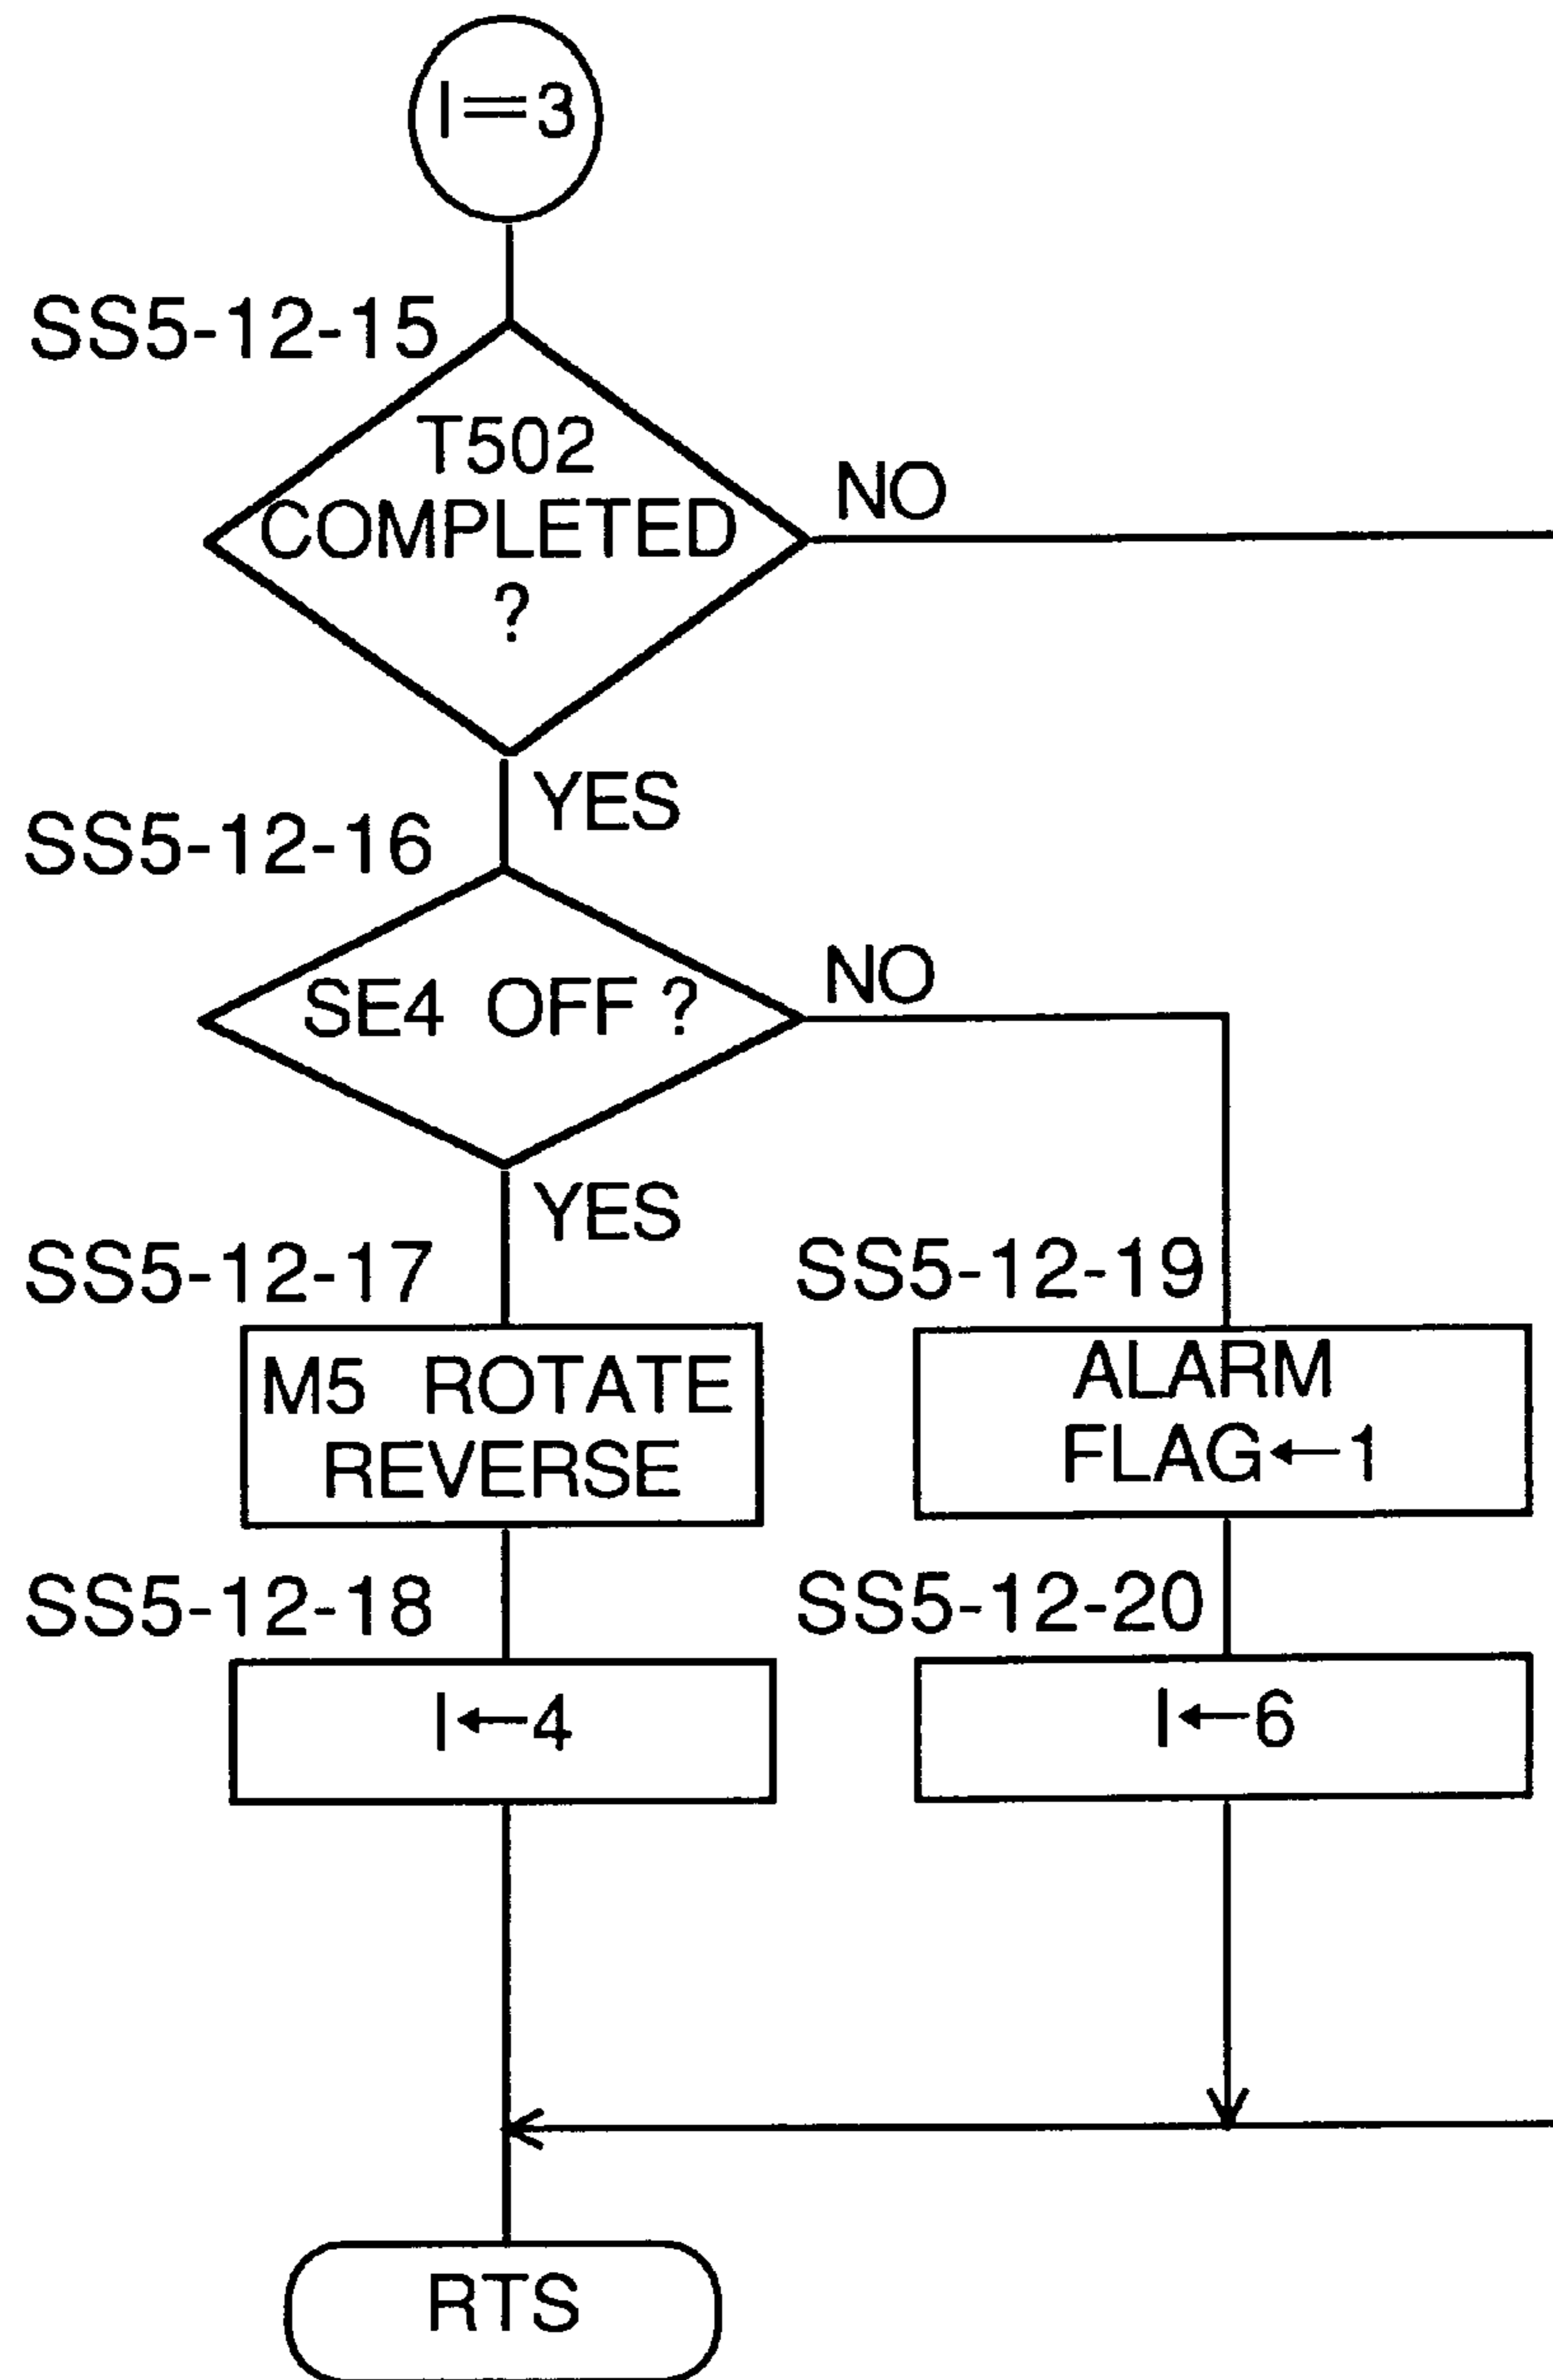 I==3
SS5-12-15
T502
COMPLETED
?
NO
YES
SS5-12-16
SE4 OFF ?
NO
YES
SS5-12-17
M5 ROTATE
REVERSE
SS5-12-19
ALARM
FLAG←1
SS5-12-18
I←4
SS5-12-20
I←6
RTS